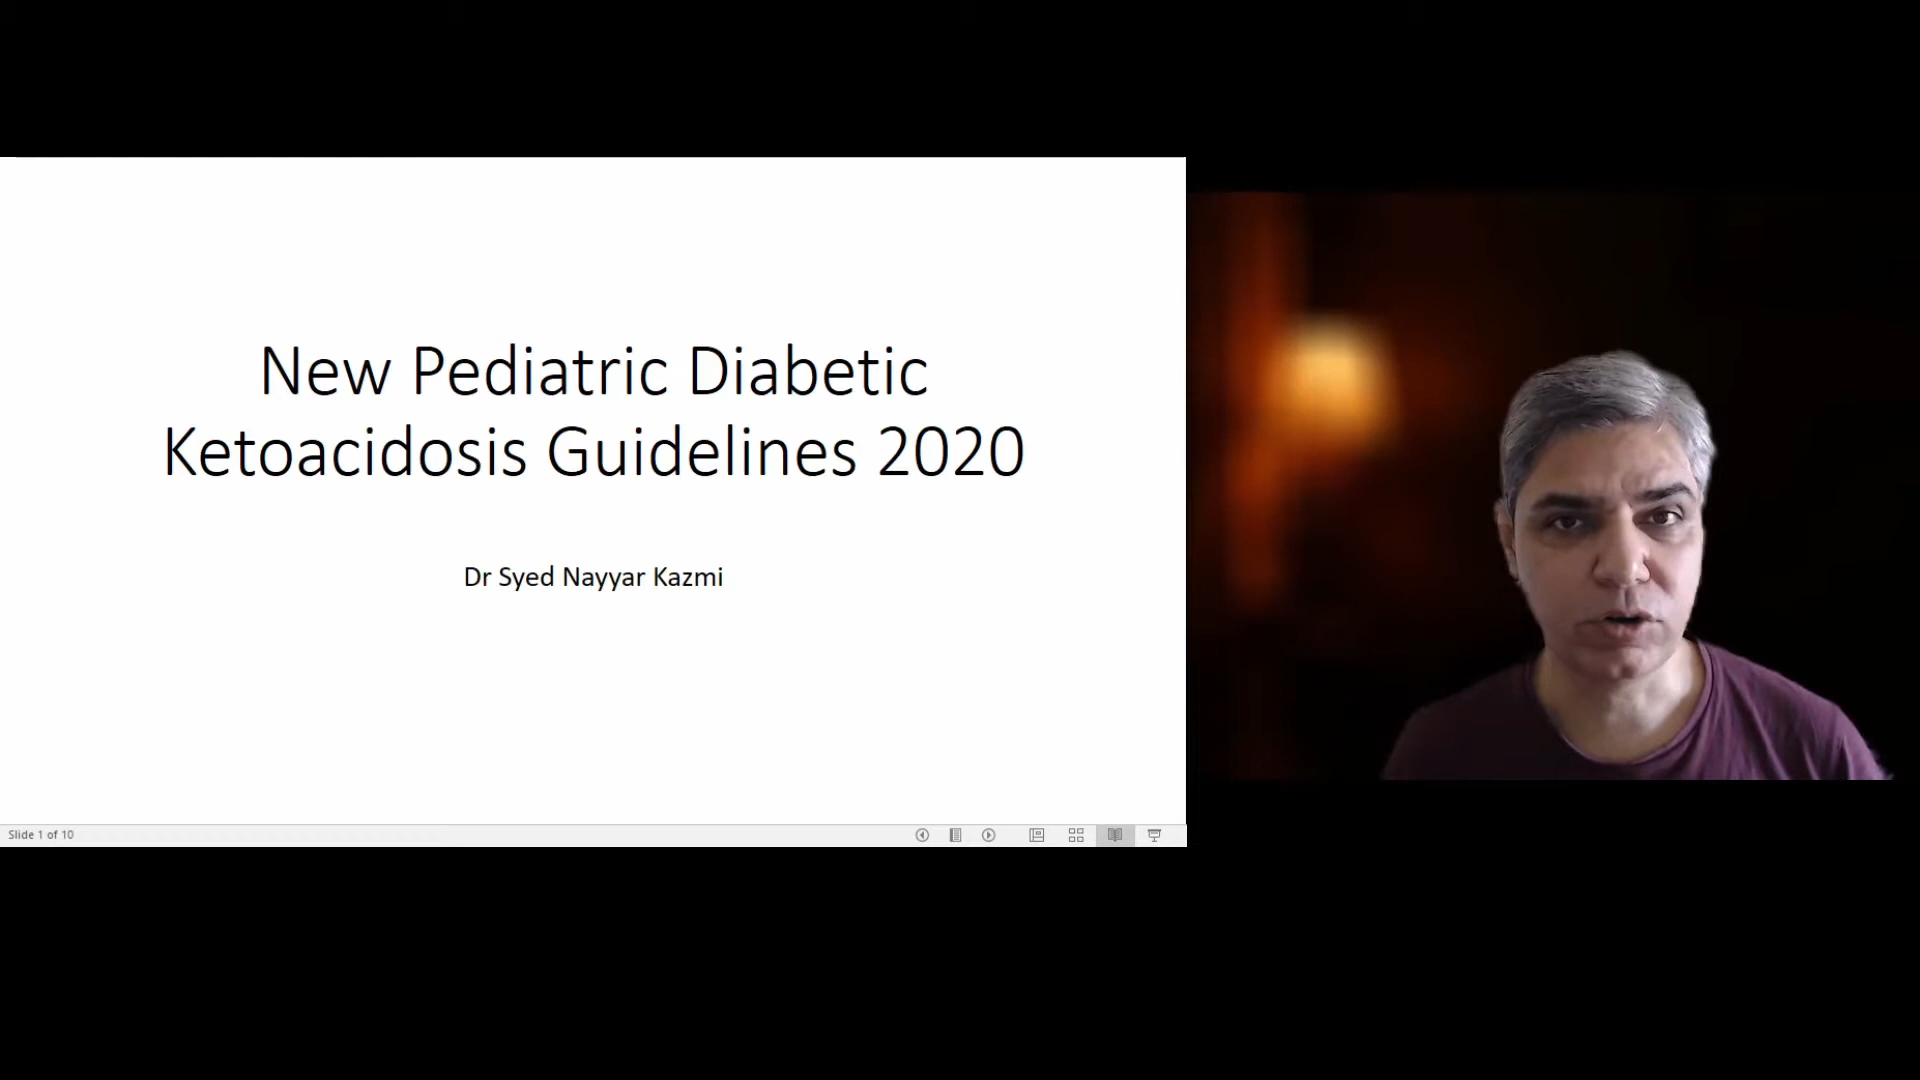 New Pediatric Diabetic
Ketoacidosis Guidelines 2020
Dr Syed Nayyar Kazmi
Slide 1 of 10